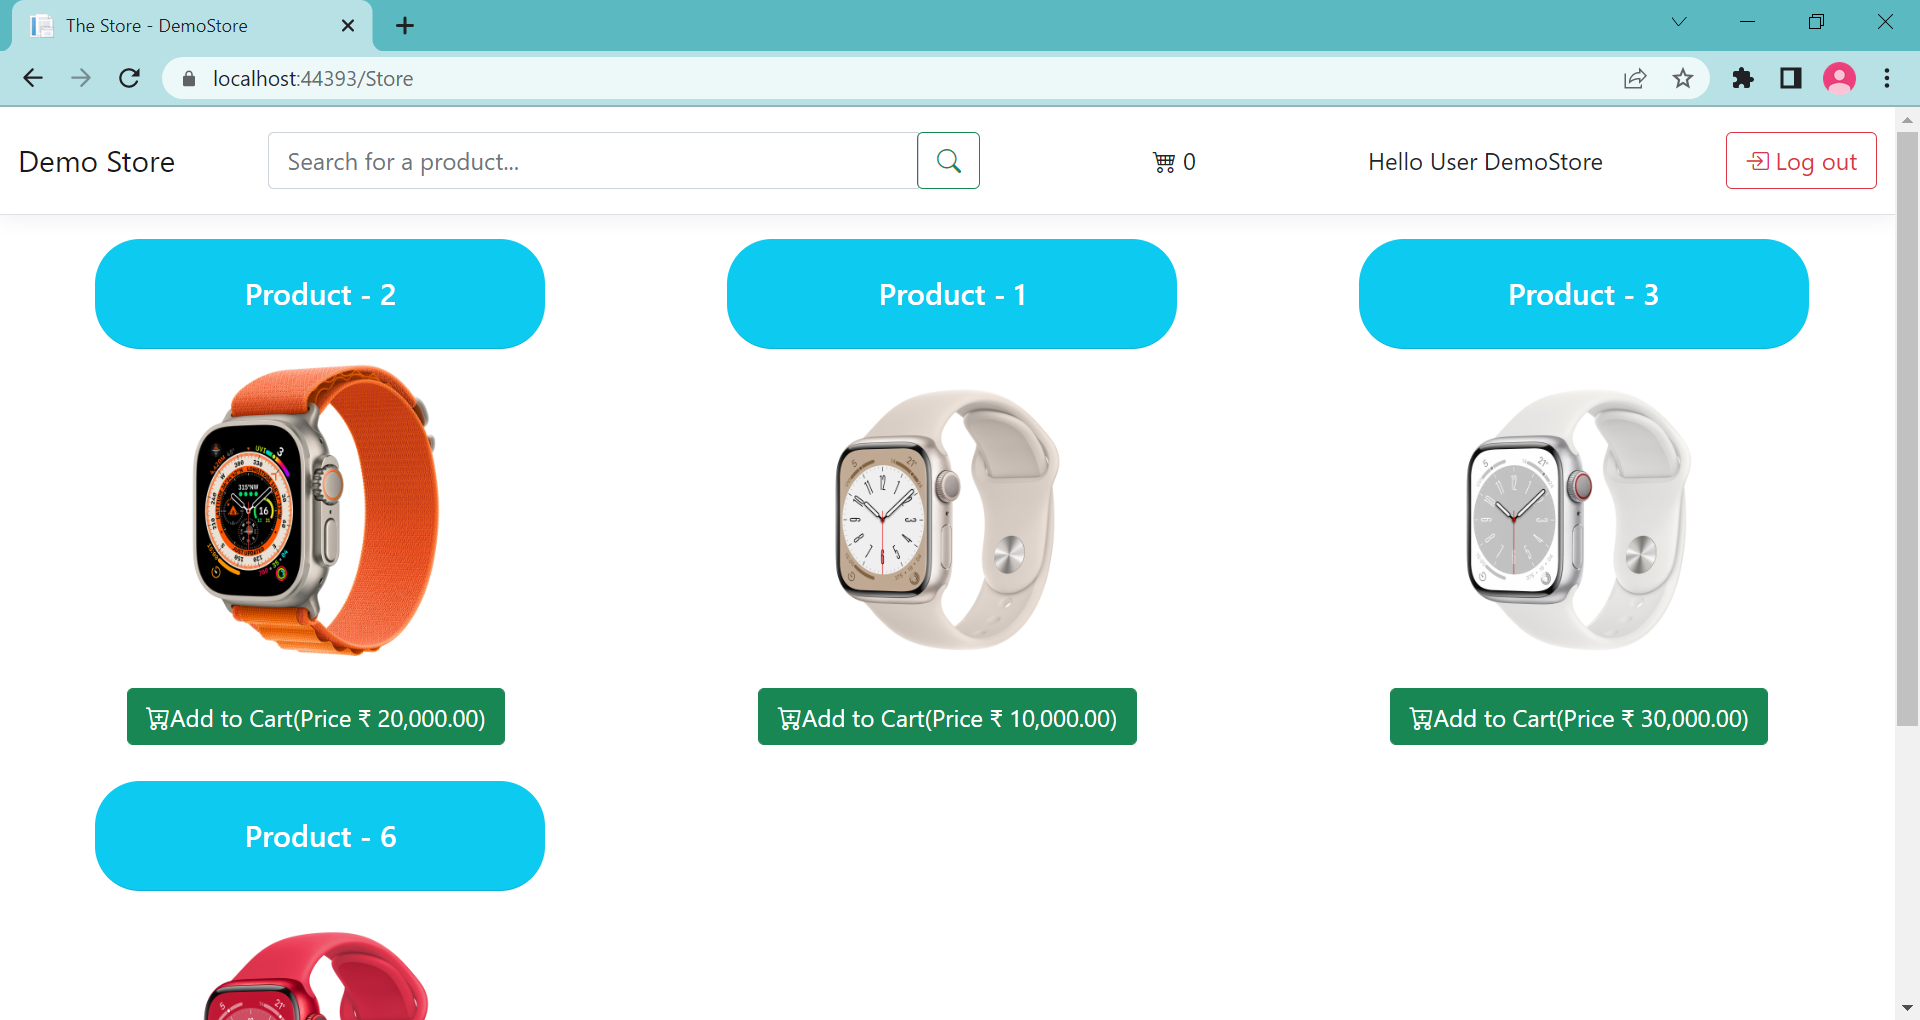 The Store - DemoStore
localhost:44393/Store
Demo Store
Search for a product...
0
Hello User DemoStore
Log out
Product - 2
Product - 1
Product - 3
Add to Cart(Price ₹ 20,000.00)
Add to Cart(Price ₹ 10,000.00)
Add to Cart(Price ₹ 30,000.00)
Product - 6